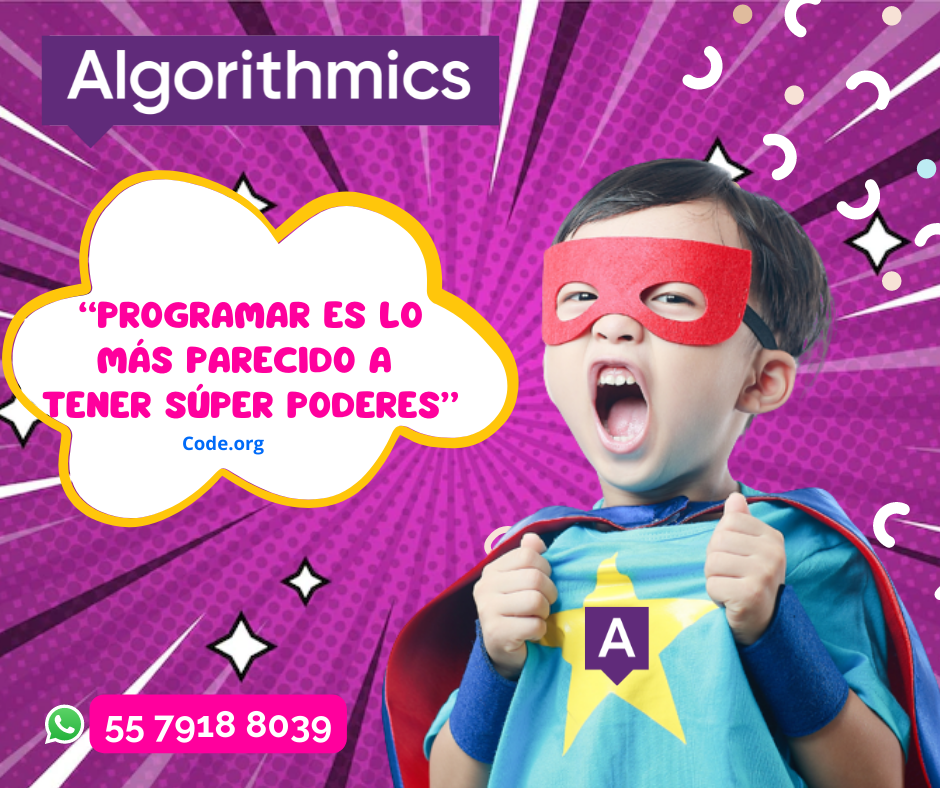 Algorithmics
“PROGRAMAR ES LO
MÁS PARECIDO A
TENER SÚPER PODERES”
Code.org
A
55 7918 8039